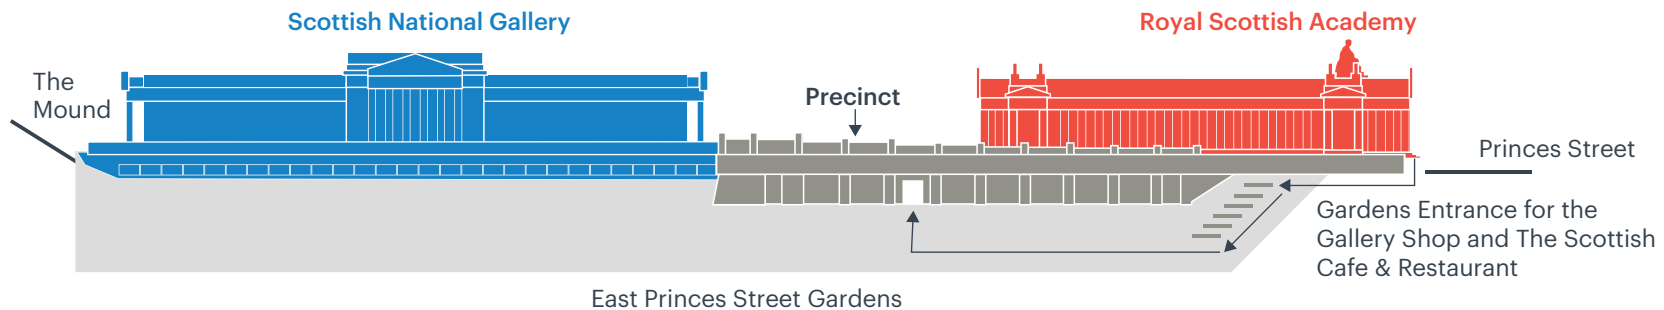 Scottish National Gallery
Royal Scottish Academy
The
Mound
Precinct
Princes Street
Gardens Entrance for the
Gallery Shop and The Scottish
Cafe & Restaurant
East Princes Street Gardens